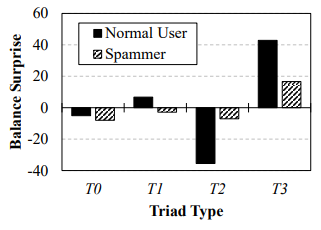 Balance Surprise
60
40
20
0
-20
-40
Normal User
Spammer
T0 T1 T2 T3
Triad Type